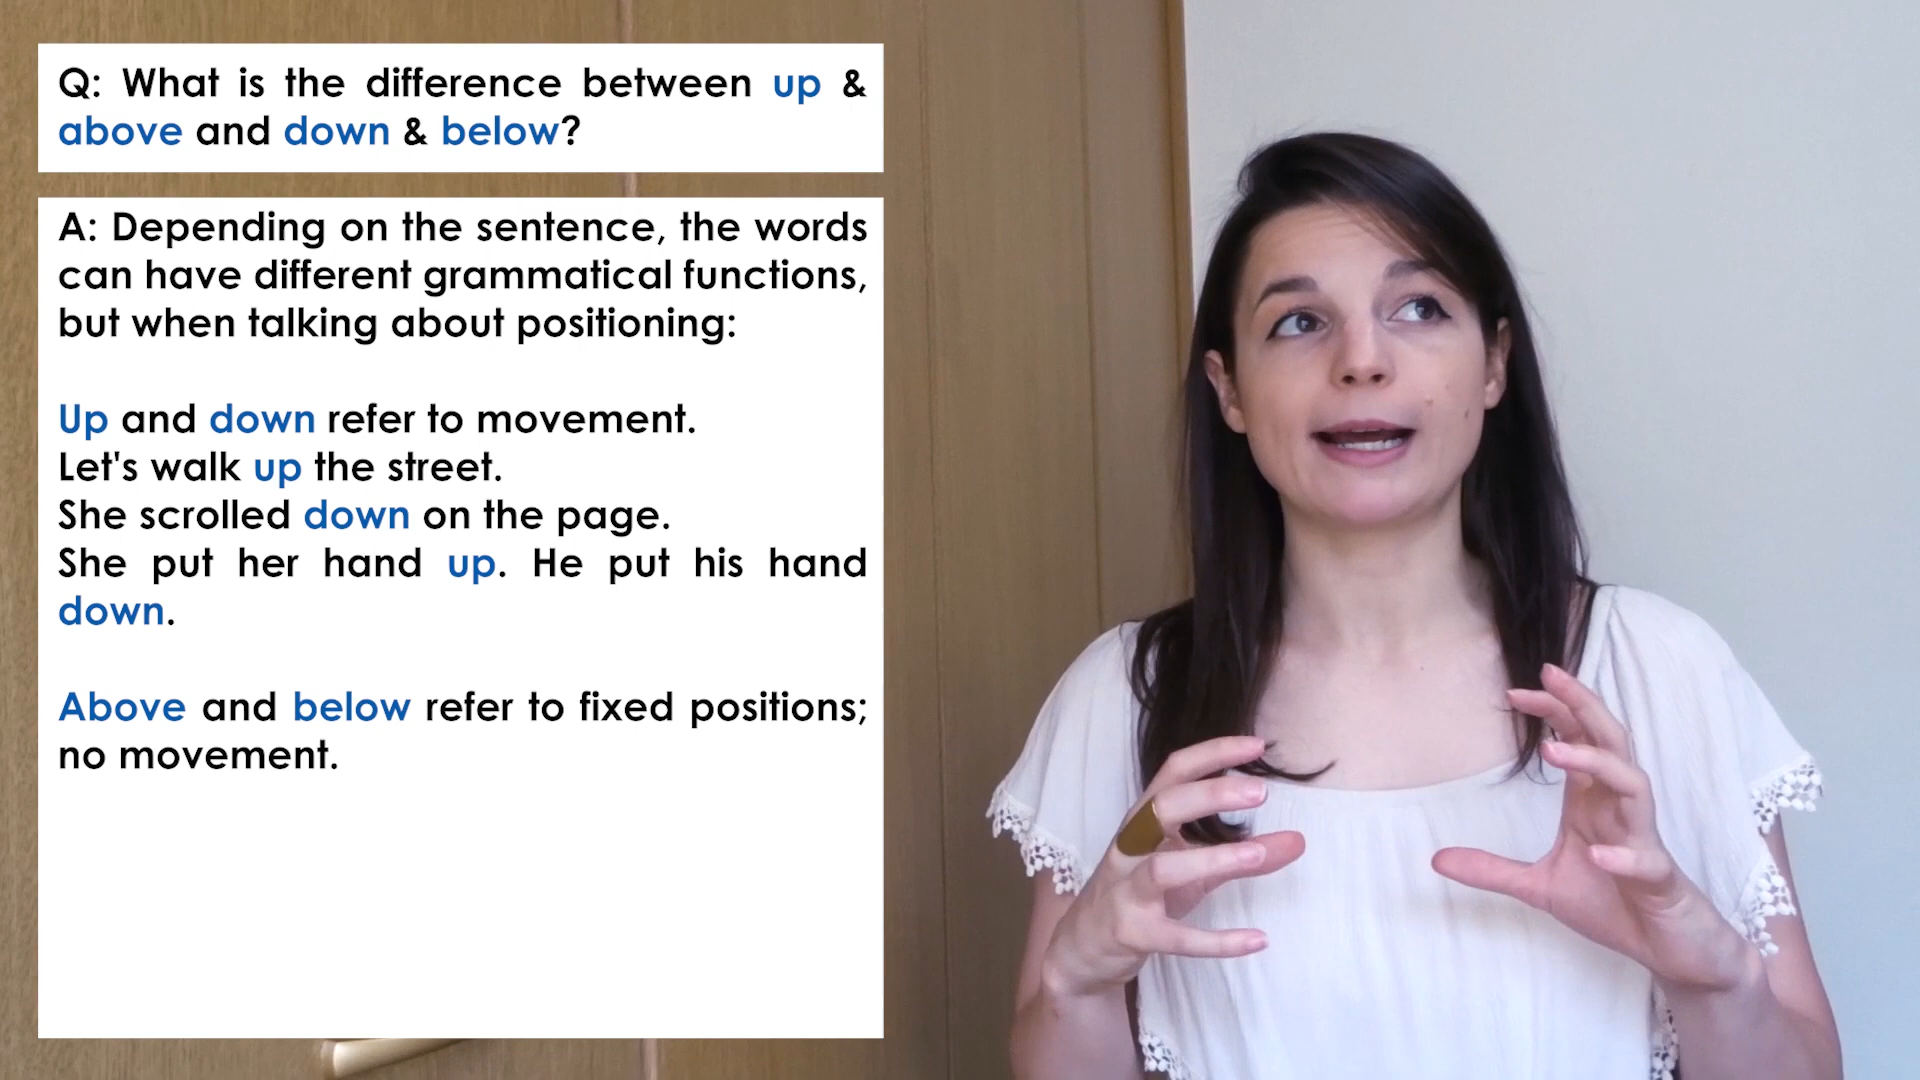 Q: What is the difference between up &
above and down & below?
A: Depending on the sentence, the words
can have different grammatical functions,
but when talking about positioning:
Up and down refer to movement.
Let's walk up the street.
She scrolled down on the page.
She put her hand up. He put his hand
down.
Above and below refer to fixed positions;
no movement.